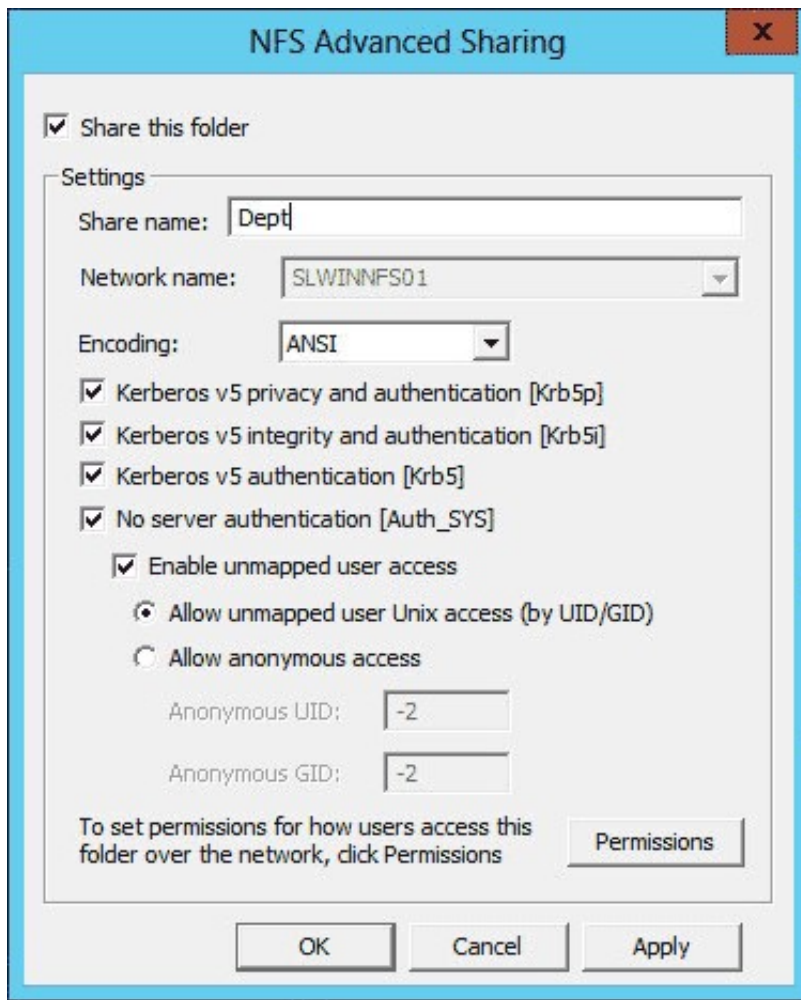 NFS Advanced Sharing
x
Share this folder
Settings
Share name: Dept
Network name: SLWINNFS01
Encoding: ANSI
Kerberos v5 privacy and authentication [Krb5p]
Kerberos v5 integrity and authentication [Krb5i]
Kerberos v5 authentication [Krb5]
No server authentication [Auth_SYS]
Enable unmapped user access
Allow unmapped user Unix access (by UID/GID)
Allow anonymous access
Anonymous UID: -2
Anonymous GID: -2
To set permissions for how users access this
folder over the network, click Permissions
Permissions
OK Cancel Apply